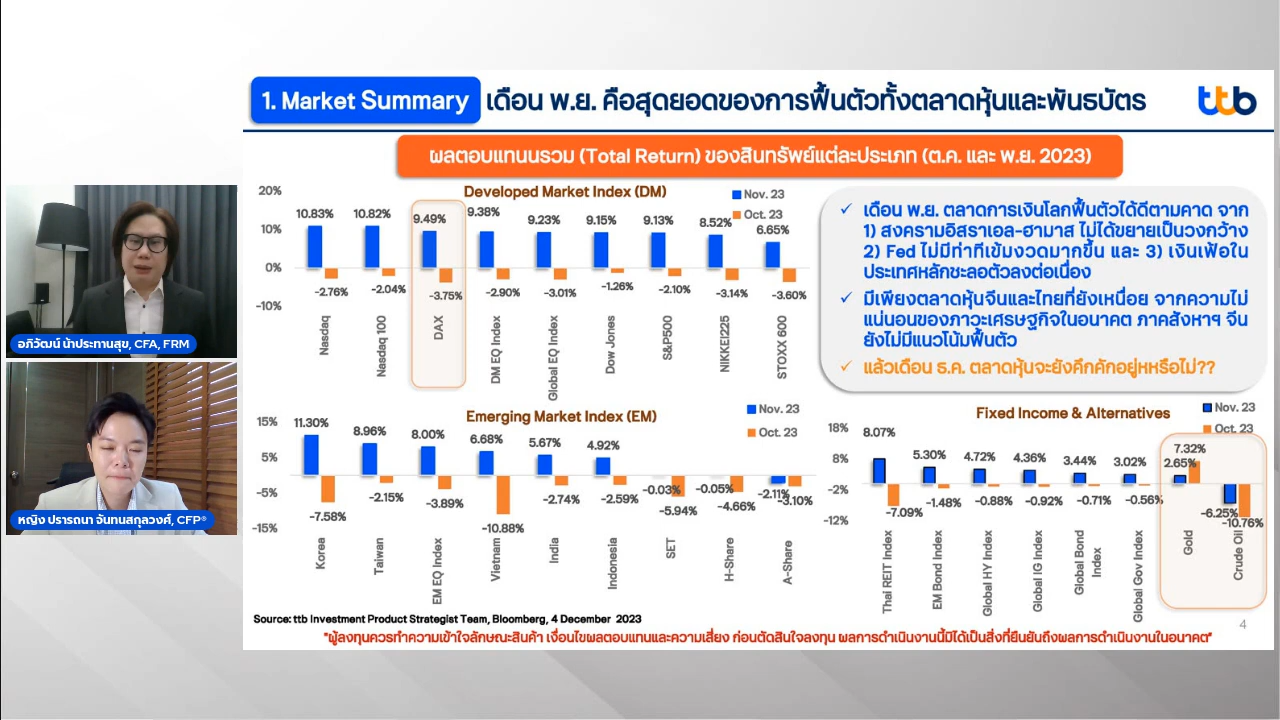 1. Market Summary
เดือน พ.ย. คือสุดยอดของการฟื้นตัวทั้งตลาดหุ้นและพันธบัตร
ttb
ผลตอบแทนนรวม (Total Return) ของสินทรัพย์แต่ละประเภท (ต.ค. และ พ.ย. 2023)
Developed Market Index (DM)
Nov. 23
Oct. 23
20%
10%
0%
-10%
10.83%
10.82%
9.49%
9.38%
9.23%
9.15%
9.13%
8.52%
6.65%
-2.76%
-2.04%
-3.75%
-2.90%
-3.01%
-1.26%
-2.10%
-3.14%
-3.60%
Nasdaq
Nasdaq 100
DAX
DM EQ Index
Global EQ Index
Dow Jones
S&P500
NIKKEI225
STOXX 600
✓ เดือน พ.ย. ตลาดการเงินโลกฟื้นตัวได้ดีตามคาด จาก
1) สงครามอิสราเอล-ฮามาส ไม่ได้ขยายเป็นวงกว้าง
2) Fed ไม่มีท่าทีเข้มงวดมากขึ้น และ 3) เงินเฟ้อใน
ประเทศหลักชะลอตัวลงต่อเนื่อง
✓ มีเพียงตลาดหุ้นจีนและไทยที่ยังเหนื่อย จากความไม่
แน่นอนของภาวะเศรษฐกิจในอนาคต ภาคสังหาฯ จีน
ยังไม่มีแนวโน้มฟื้นตัว
✓ แล้วเดือน ธ.ค. ตลาดหุ้นจะยังคึกคักอยู่หหรือไม่??
อภิวัฒน์ น้าประทานสุข, CFA, FRM
หญิง ปรารถนา จันทนสกุลวงศ์, CFP®
Emerging Market Index (EM)
Nov. 23
Oct. 23
15%
5%
-5%
-15%
11.30%
8.96%
8.00%
6.68%
5.67%
4.92%
-0.03%
-0.05%
-2.11%
-7.58%
-2.15%
-3.89%
-10.88%
-2.74%
-2.59%
-5.94%
-4.66%
-3.10%
Korea
Taiwan
EM EQ Index
Vietnam
India
Indonesia
SET
H-Share
A-Share
Fixed Income & Alternatives
Nov. 23
Oct. 23
18%
8%
-2%
-12%
8.07%
5.30%
4.72%
4.36%
3.44%
3.02%
2.65%
7.32%
-7.09%
-1.48%
-0.88%
-0.92%
-0.71%
-0.56%
-6.25%
-10.76%
Thai REIT Index
EM Bond Index
Global HY Index
Global IG Index
Global Bond
Index
Global Gov Index
Gold
Crude Oil
Source: ttb Investment Product Strategist Team, Bloomberg, 4 December 2023
4
"ผู้ลงทุนควรทำความเข้าใจลักษณะสินค้า เงื่อนไขผลตอบแทนและความเสี่ยง ก่อนตัดสินใจลงทุน ผลการดำเนินงานนี้มิได้เป็นสิ่งที่ยืนยันถึงผลการดำเนินงานในอนาคต"